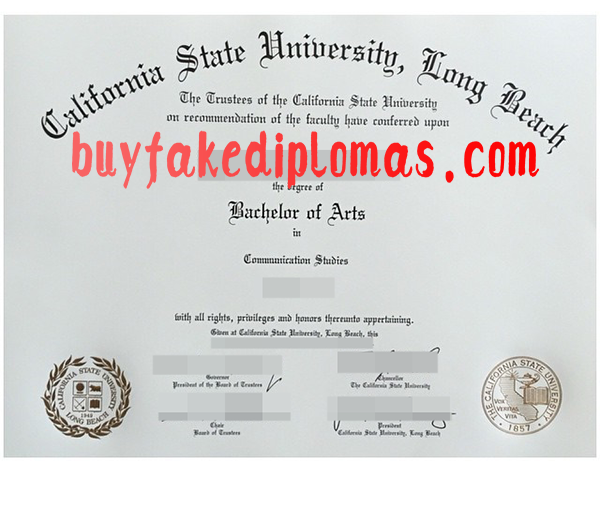 California State University, Long Beach
The Trustees of the California State University
on recommendation of the faculty have conferred upon
buyfakediplomas.com
the degree of
Bachelor of Arts
in
Communication Studies
with all rights, privileges and honors thereunto appertaining.
Given at California State University, Long Beach, this
Governor
President of the Board of Trustees
Chancellor
The California State University
Chair
Board of Trustees
President
California State University, Long Beach
CALIFORNIA STATE UNIVERSITY
1949
LONG BEACH
THE CALIFORNIA STATE UNIVERSITY
VOX
VERITAS
VITA
1857